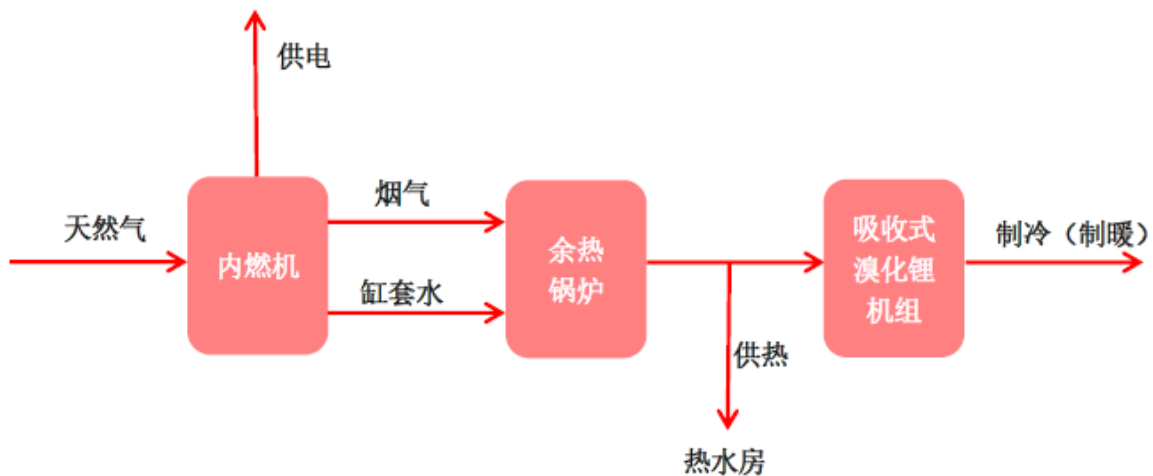 供电
天然气
内燃机
烟气
缸套水
余热
锅炉
供热
热水房
吸收式
溴化锂
机组
制冷（制暖）